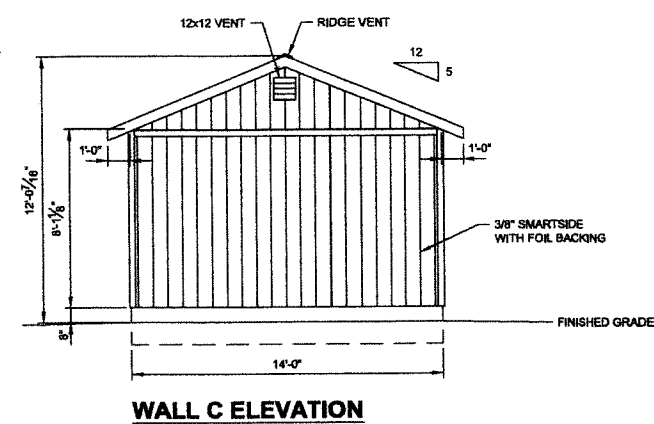 12x12 VENT
RIDGE VENT
12
5
1'-0"
1'-0"
12'-0 7/16"
8'-1 1/8"
3/8" SMARTSIDE
WITH FOIL BACKING
8"
FINISHED GRADE
14'-0"
WALL C ELEVATION